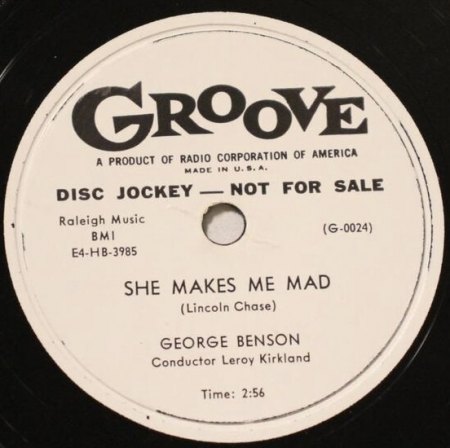 GROOVE
A PRODUCT OF RADIO CORPORATION OF AMERICA
MADE IN U.S.A.
DISC JOCKEY — NOT FOR SALE
Raleigh Music
BMI
E4-HB-3985
(G-0024)
SHE MAKES ME MAD
(Lincoln Chase)
GEORGE BENSON
Conductor Leroy Kirkland
Time: 2:56